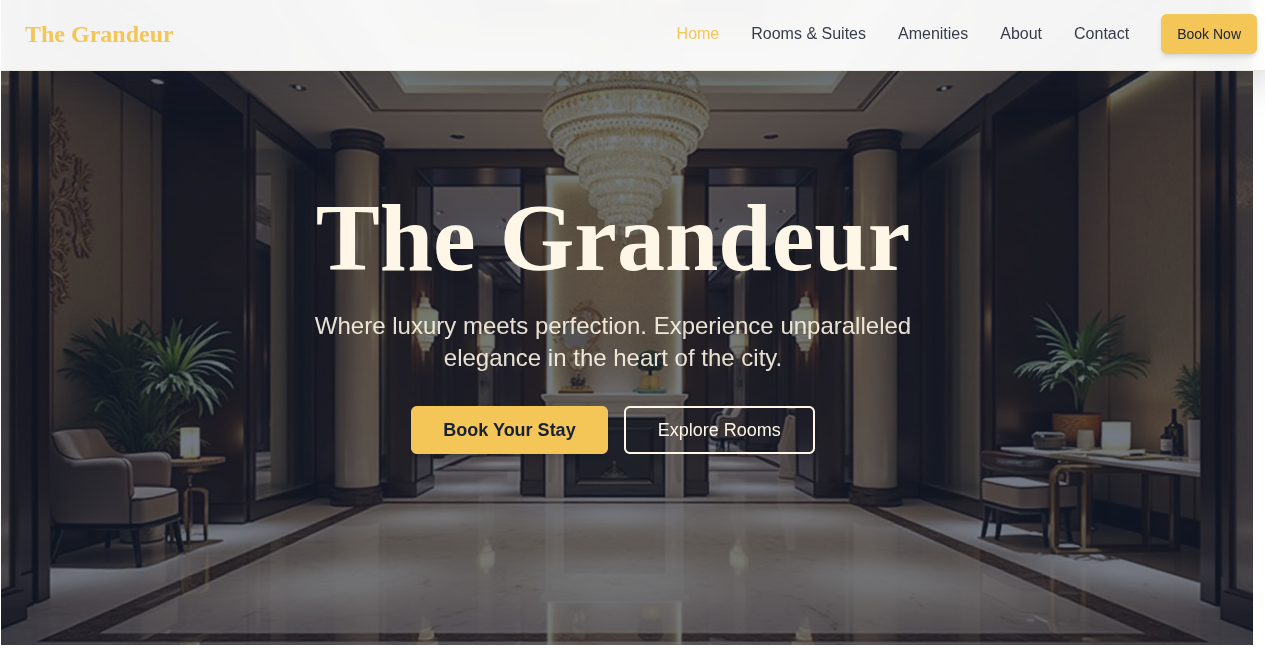 The Grandeur
Home
Rooms & Suites
Amenities
About
Contact
Book Now
The Grandeur
Where luxury meets perfection. Experience unparalleled
elegance in the heart of the city.
Book Your Stay
Explore Rooms